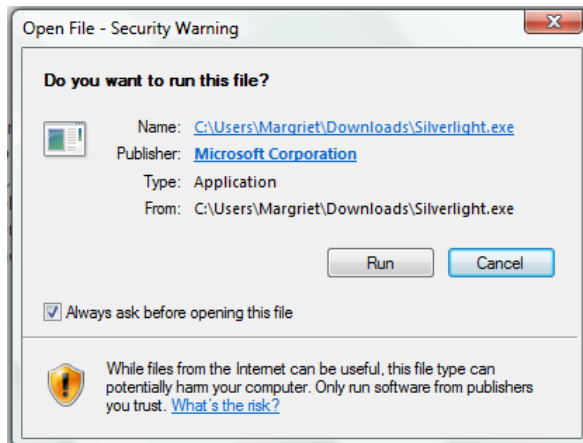 Open File - Security Warning
Do you want to run this file?
Name: C:\Users\Margriet\Downloads\Silverlight.exe
Publisher: Microsoft Corporation
Type: Application
From: C:\Users\Margriet\Downloads\Silverlight.exe
Run Cancel
Always ask before opening this file
While files from the Internet can be useful, this file type can
potentially harm your computer. Only run software from publishers
you trust. What's the risk?